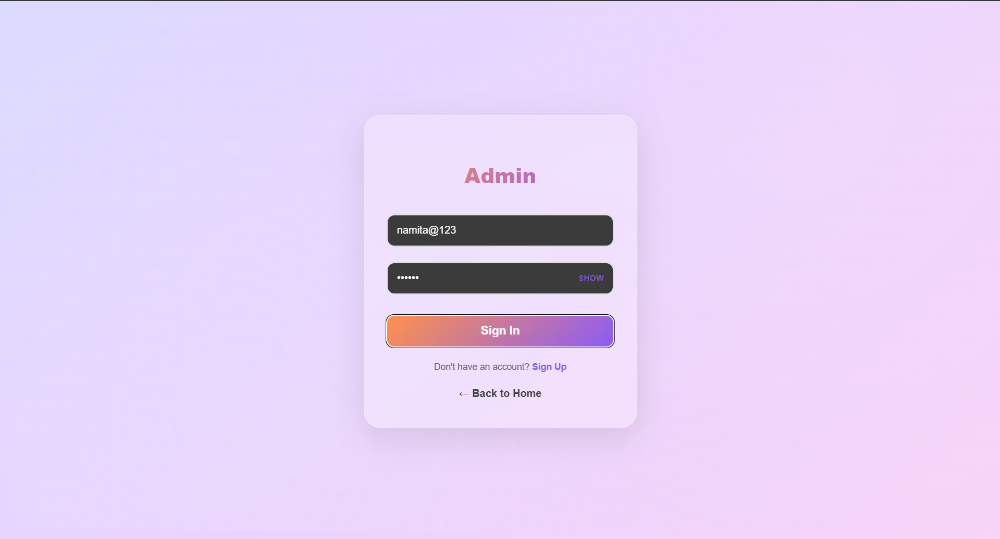 Admin
namita@123
•••••• SHOW
Sign In
Don't have an account? Sign Up
← Back to Home